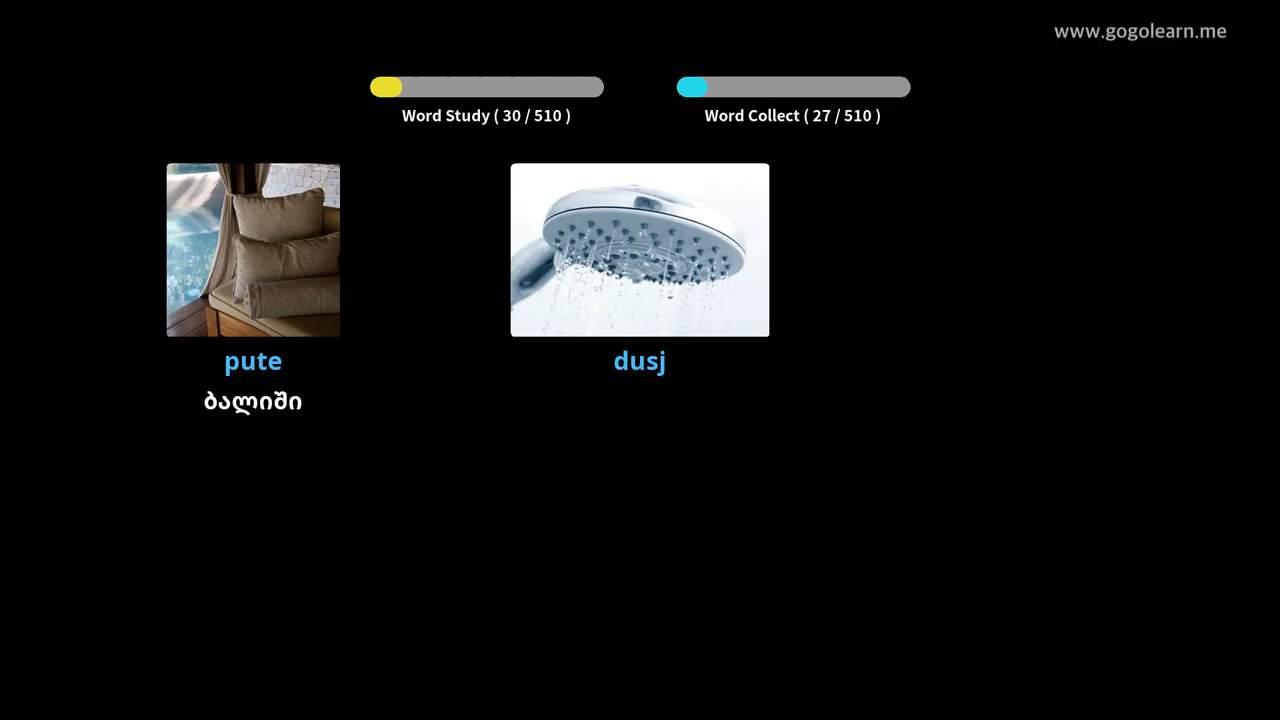 www.gogolearn.me
Word Study ( 30 / 510 )
Word Collect ( 27 / 510 )
pute
dusj
ბალიში